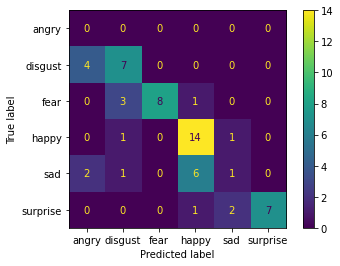 angry 0 0 0 0 0 0
disgust 4 7 0 0 0 0
fear 0 3 8 1 0 0
happy 0 1 0 14 1 0
sad 2 1 0 6 1 0
surprise 0 0 0 1 2 7
angry disgust fear happy sad surprise
Predicted label
True label
14
12
10
8
6
4
2
0